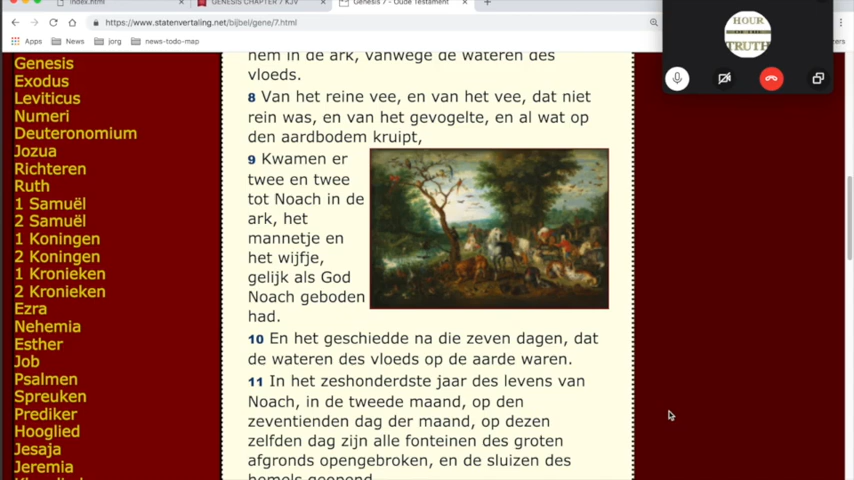 index.html
GENESIS CHAPTER 7 KJV
Genesis 7 - Oude Testament
https://www.statenvertaling.net/bijbel/gene/7.html
Apps
News
jorg
news-todo-map
HOUR
TRUTH
Genesis
Exodus
Leviticus
Numeri
Deuteronomium
Jozua
Richteren
Ruth
1 Samuël
2 Samuël
1 Koningen
2 Koningen
1 Kronieken
2 Kronieken
Ezra
Nehemia
Esther
Job
Psalmen
Spreuken
Prediker
Hooglied
Jesaja
Jeremia
hem in de ark, vanwege de wateren des
vloeds.
8 Van het reine vee, en van het vee, dat niet
rein was, en van het gevogelte, en al wat op
den aardbodem kruipt,
9 Kwamen er
twee en twee
tot Noach in de
ark, het
mannetje en
het wijfje,
gelijk als God
Noach geboden
had.
10 En het geschiedde na die zeven dagen, dat
de wateren des vloeds op de aarde waren.
11 In het zeshonderdste jaar des levens van
Noach, in de tweede maand, op den
zeventienden dag der maand, op dezen
zelfden dag zijn alle fonteinen des groten
afgronds opengebroken, en de sluizen des
hemels geopend